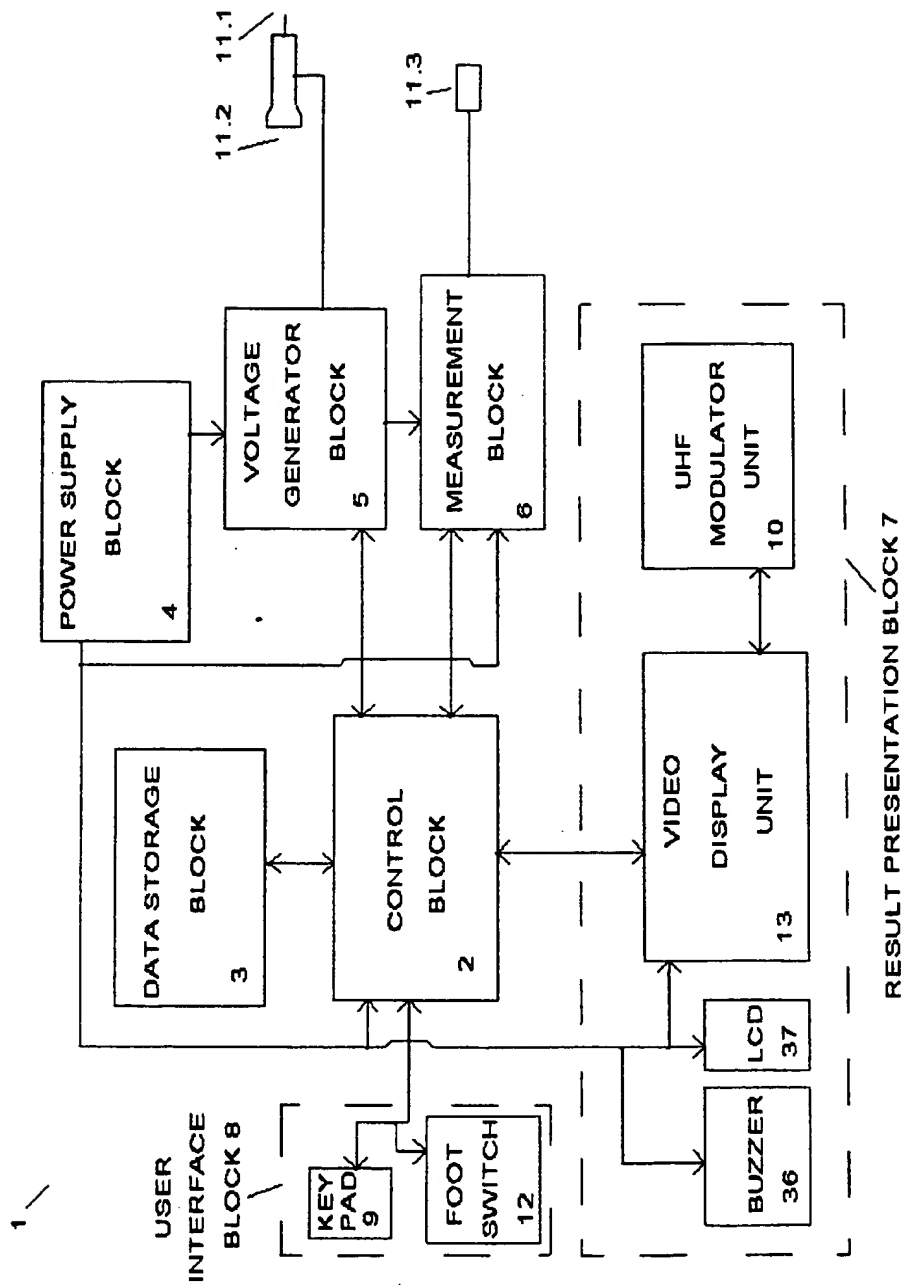 1
POWER SUPPLY
BLOCK
4
11.1
11.2
DATA STORAGE
BLOCK
3
VOLTAGE
GENERATOR
BLOCK
5
11.3
USER
INTERFACE
BLOCK 8
KEY
PAD
9
FOOT
SWITCH
12
CONTROL
BLOCK
2
MEASUREMENT
BLOCK
6
BUZZER
36
LCD
37
VIDEO
DISPLAY
UNIT
13
UHF
MODULATOR
UNIT
10
RESULT PRESENTATION BLOCK 7